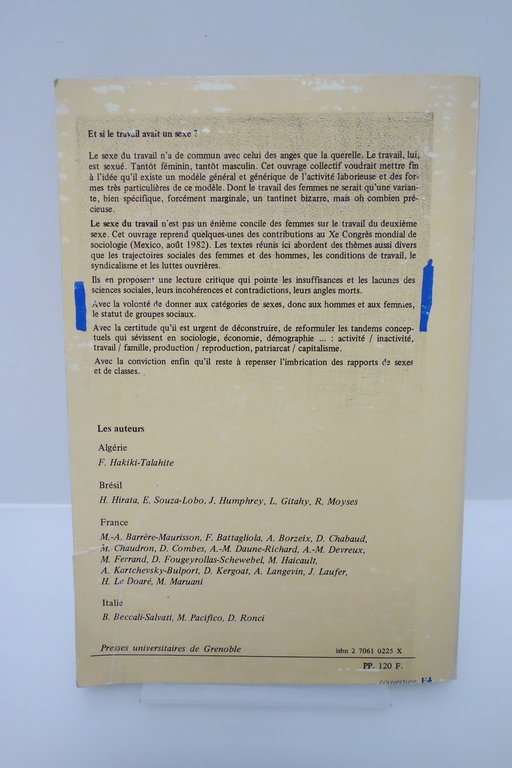 Et si le travail avait un sexe ?
Le sexe du travail n'a de commun avec celui des anges que la querelle. Le travail, lui,
est sexué. Tantôt féminin, tantôt masculin. Cet ouvrage collectif voudrait mettre fin
à l'idée qu'il existe un modèle général et générique de l'activité laborieuse et des for-
mes très particulières de ce modèle. Dont le travail des femmes ne serait qu'une varian-
te, bien spécifique, forcément marginale, un tantinet bizarre, mais oh combien pré-
cieuse.
Le sexe du travail n'est pas un énième concile des femmes sur le travail du deuxième
sexe. Cet ouvrage reprend quelques-unes des contributions au Xe Congrès mondial de
sociologie (Mexico, août 1982). Les textes réunis ici abordent des thèmes aussi divers
que les trajectoires sociales des femmes et des hommes, les conditions de travail, le
syndicalisme et les luttes ouvrières.
Ils en proposent une lecture critique qui pointe les insuffisances et les lacunes des
sciences sociales, leurs incohérences et contradictions, leurs angles morts.
Avec la volonté de donner aux catégories de sexes, donc aux hommes et aux femmes,
le statut de groupes sociaux.
Avec la certitude qu'il est urgent de déconstruire, de reformuler les tandems concep-
tuels qui sévissent en sociologie, économie, démographie ... : activité / inactivité,
travail / famille, production / reproduction, patriarcat / capitalisme.
Avec la conviction enfin qu'il reste à repenser l'imbrication des rapports de sexes
et de classes.
Les auteurs
Algérie
F. Hakiki-Talahite
Brésil
H. Hirata, E. Souza-Lobo, J. Humphrey, L. Gitahy, R. Moyses
France
M.-A. Barrère-Maurisson, F. Battagliola, A. Borzeix, D. Chabaud,
M. Chaudron, D. Combes, A.-M. Daune-Richard, A.-M. Devreux,
M. Ferrand, D. Fougeyrollas-Schewebel, M. Haicault,
A. Kartchevsky-Bulport, D. Kergoat, A. Langevin, J. Laufer,
H. Le Doaré, M. Maruani
Italie
B. Beccali-Salvati, M. Pacifico, D. Ronci
Presses universitaires de Grenoble
isbn 2 7061 0225 X
PP. 120 F.
couverture